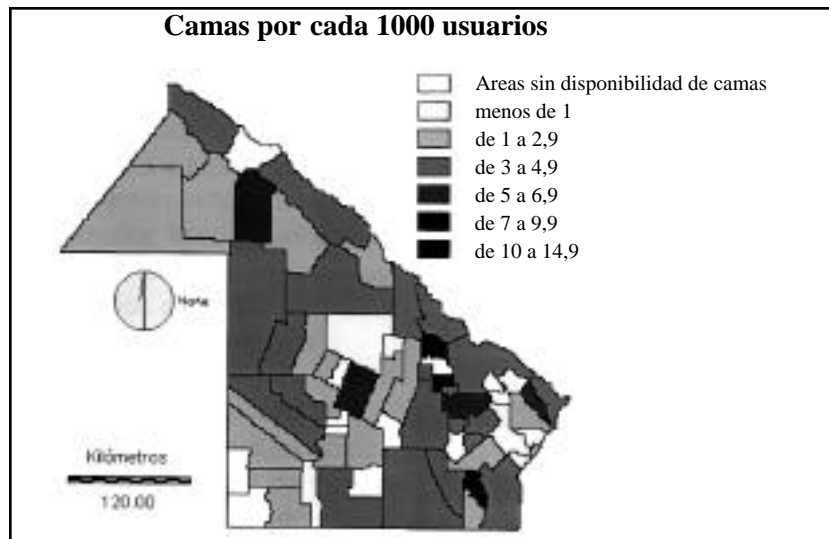 Camas por cada 1000 usuarios
Areas sin disponibilidad de camas
menos de 1
de 1 a 2,9
de 3 a 4,9
de 5 a 6,9
de 7 a 9,9
de 10 a 14,9
Norte
Kilómetros
120.00